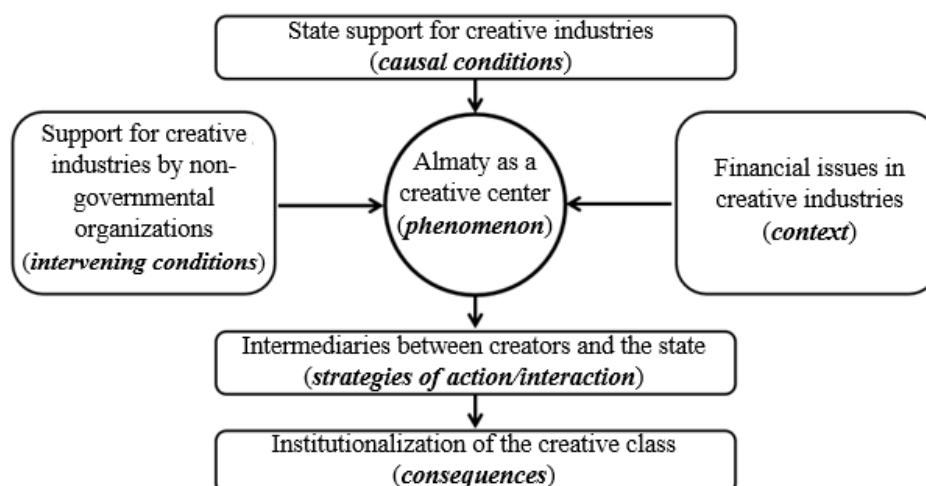 State support for creative industries
(causal conditions)
Support for creative
industries by non-
governmental
organizations
(intervening conditions)
Almaty as a
creative center
(phenomenon)
Financial issues in
creative industries
(context)
Intermediaries between creators and the state
(strategies of action/interaction)
Institutionalization of the creative class
(consequences)